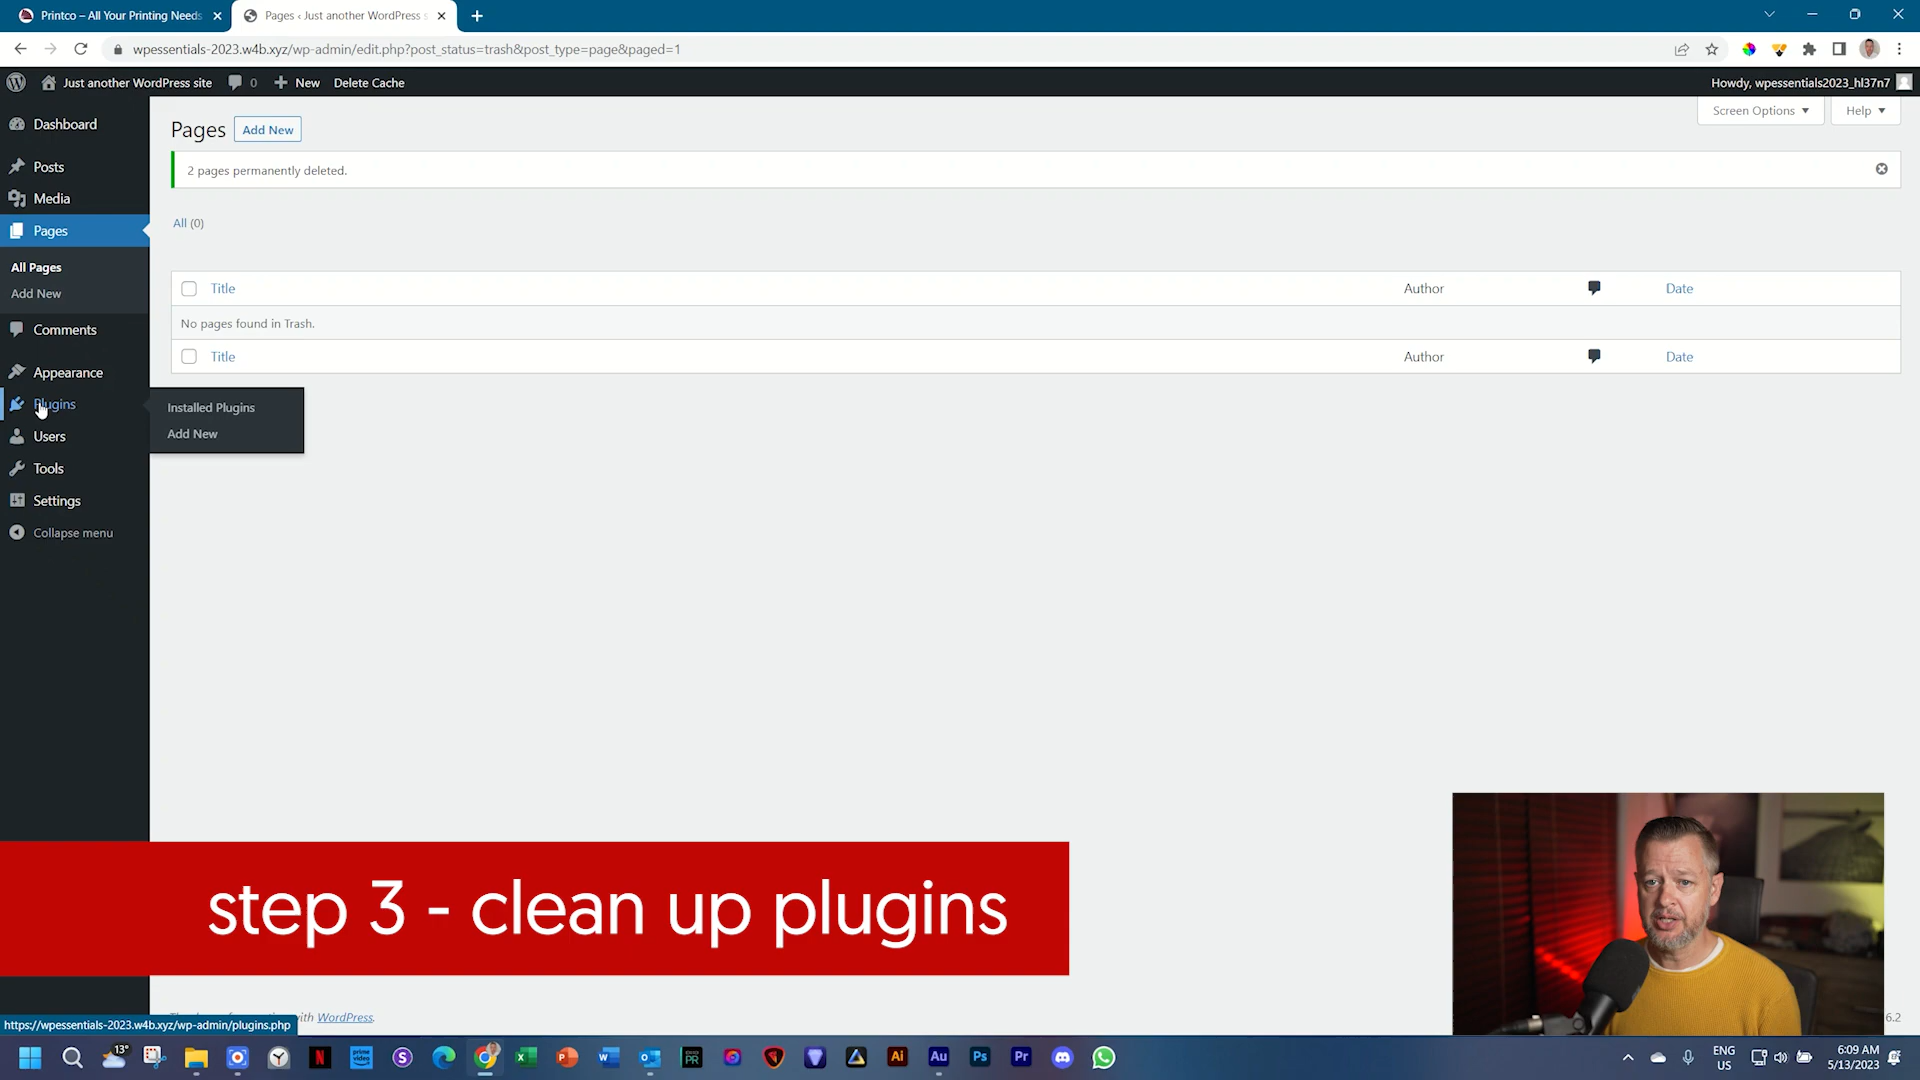 Printco – All Your Printing Needs
Pages ‹ Just another WordPress s
wpessentials-2023.w4b.xyz/wp-admin/edit.php?post_status=trash&post_type=page&paged=1
Just another WordPress site
0
New
Delete Cache
Howdy, wpessentials2023_hl37n7
Dashboard
Posts
Media
Pages
All Pages
Add New
Comments
Appearance
Plugins
Users
Tools
Settings
Collapse menu
Installed Plugins
Add New
Screen Options
Help
Pages
Add New
2 pages permanently deleted.
All (0)
Title
Author
Date
No pages found in Trash.
Title
Author
Date
step 3 - clean up plugins
with WordPress.
6.2
https://wpessentials-2023.w4b.xyz/wp-admin/plugins.php
13°
ENG
US
6:09 AM
5/13/2023